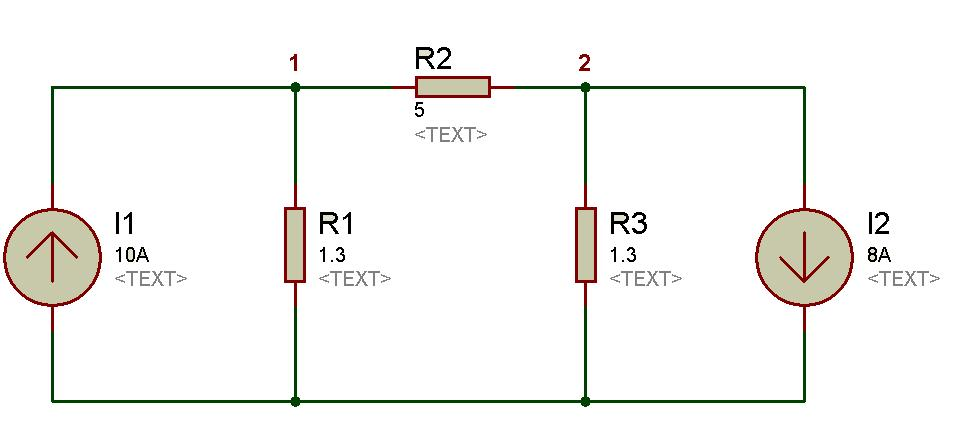 1
R2
2
5
<TEXT>
I1
10A
<TEXT>
R1
1.3
<TEXT>
R3
1.3
<TEXT>
I2
8A
<TEXT>